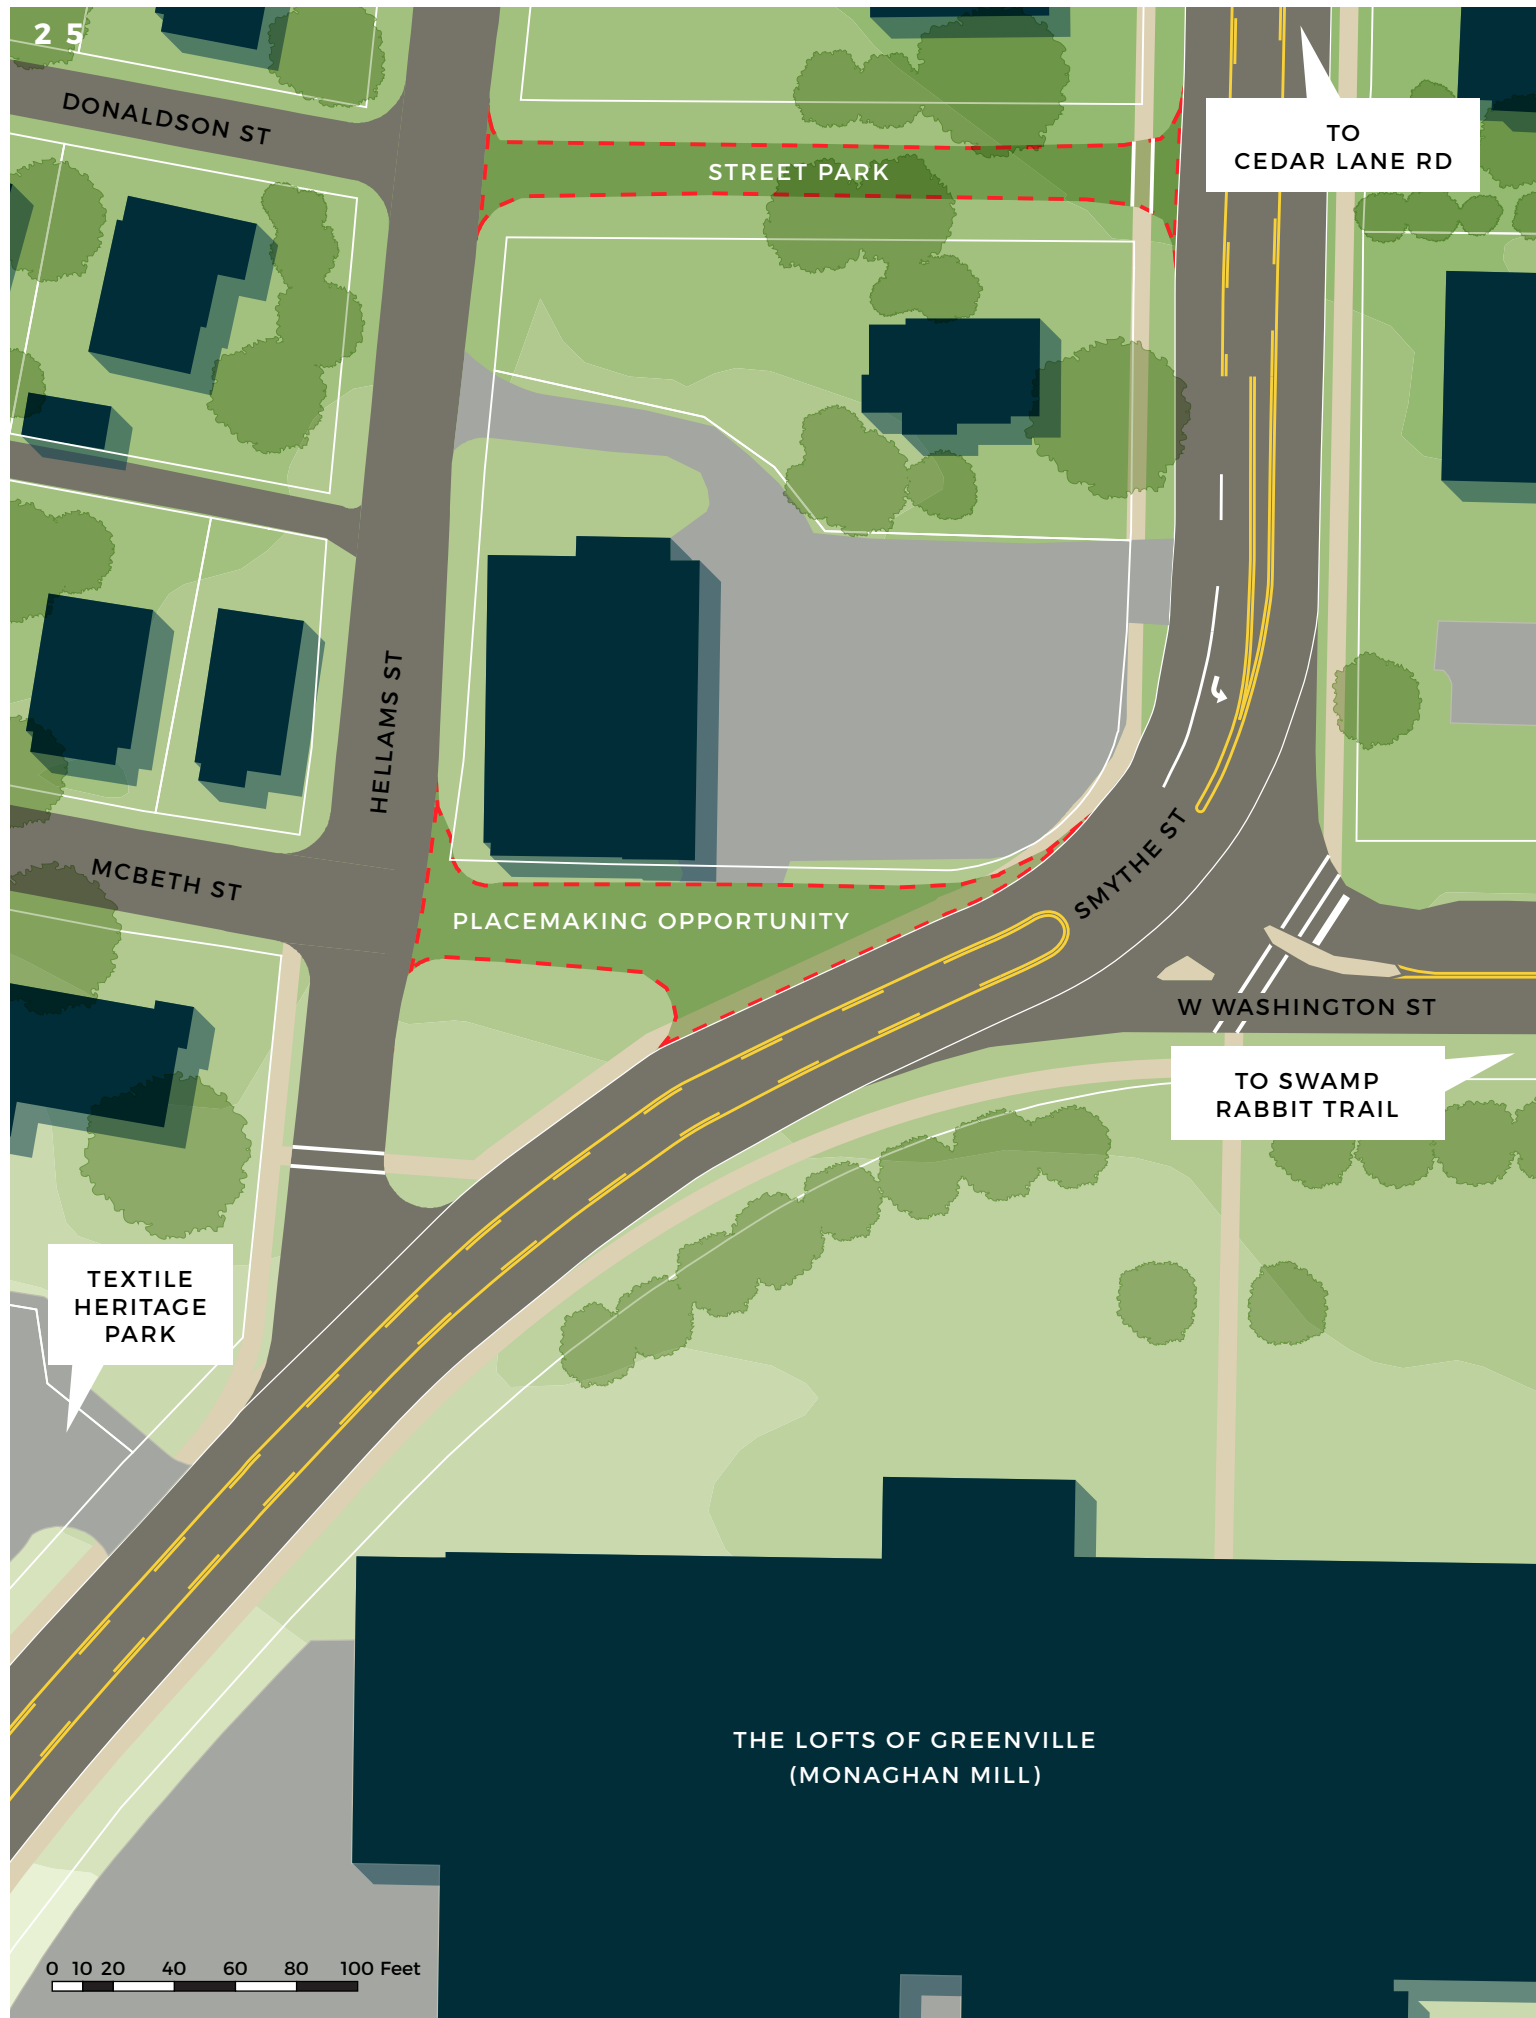 2 5
DONALDSON ST
TO
CEDAR LANE RD
STREET PARK
HELLAMS ST
SMYTHE ST
MCBETH ST
PLACEMAKING OPPORTUNITY
W WASHINGTON ST
TO SWAMP
RABBIT TRAIL
TEXTILE
HERITAGE
PARK
THE LOFTS OF GREENVILLE
(MONAGHAN MILL)
0 10 20 40 60 80 100 Feet